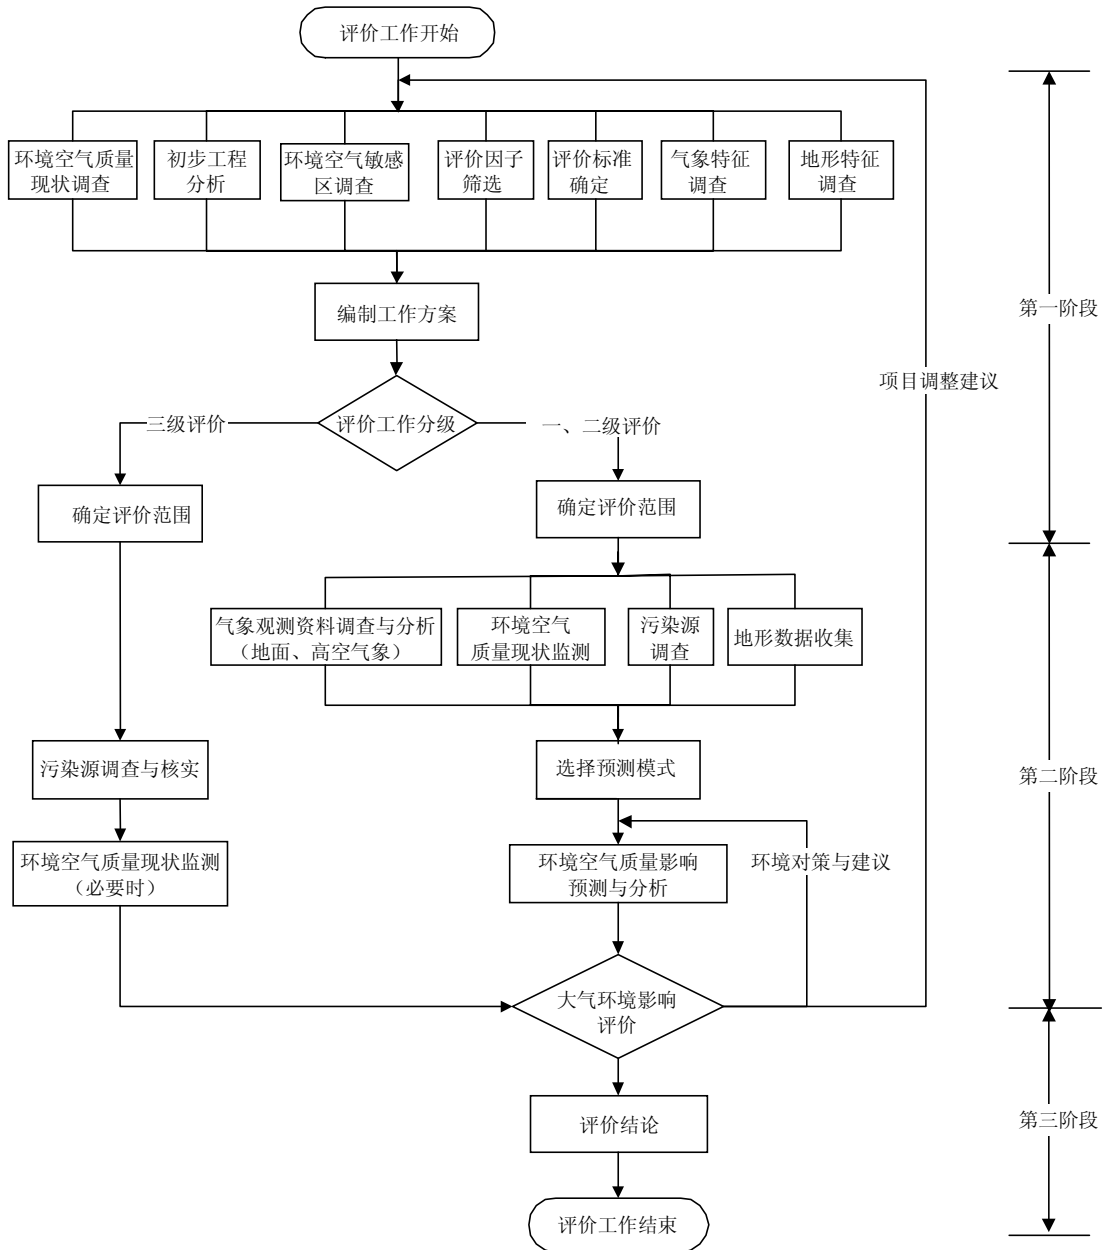 评价工作开始
环境空气质量
现状调查
初步工程
分析
环境空气敏感
区调查
评价因子
筛选
评价标准
确定
气象特征
调查
地形特征
调查
编制工作方案
第一阶段
项目调整建议
三级评价
评价工作分级
一、二级评价
确定评价范围
确定评价范围
气象观测资料调查与分析
（地面、高空气象）
环境空气
质量现状监测
污染源
调查
地形数据收集
污染源调查与核实
选择预测模式
第二阶段
环境空气质量现状监测
（必要时）
环境空气质量影响
预测与分析
环境对策与建议
大气环境影响
评价
评价结论
第三阶段
评价工作结束